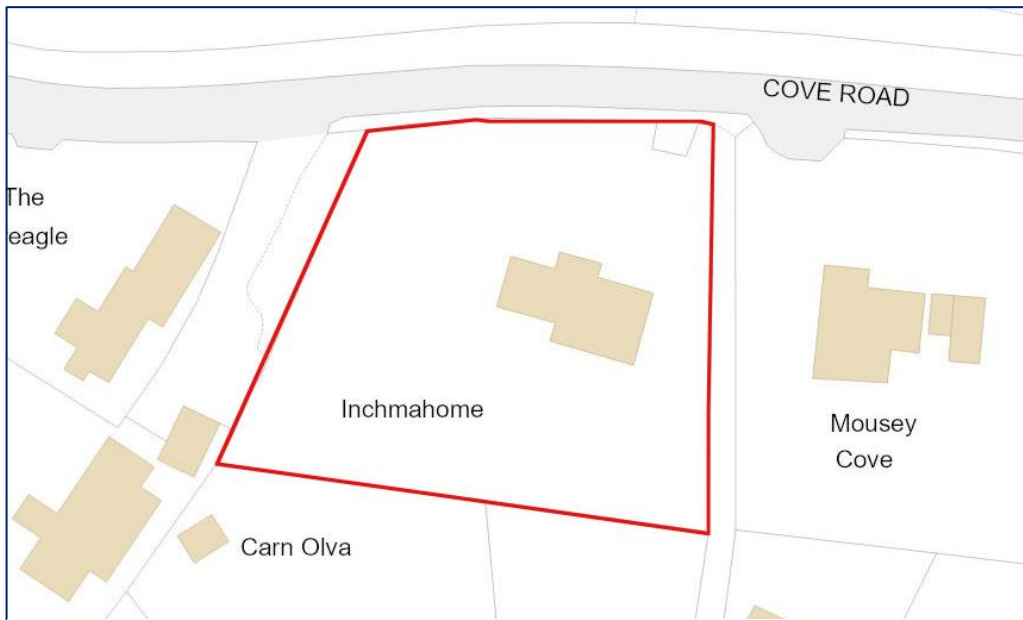 COVE ROAD
The
eagle
Inchmahome
Mousey
Cove
Carn Olva